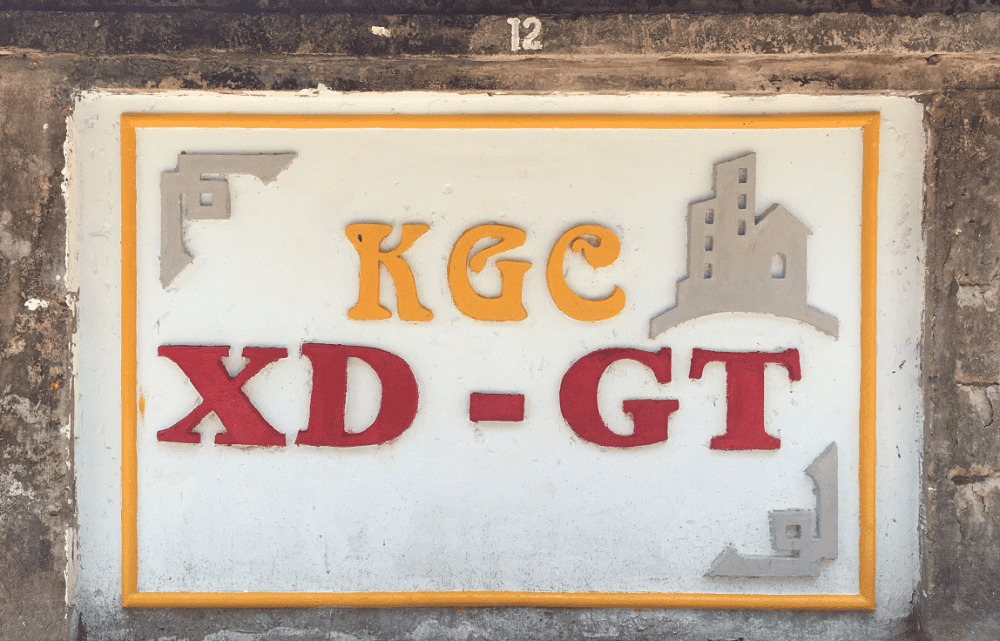 12
KGC
XD - GT